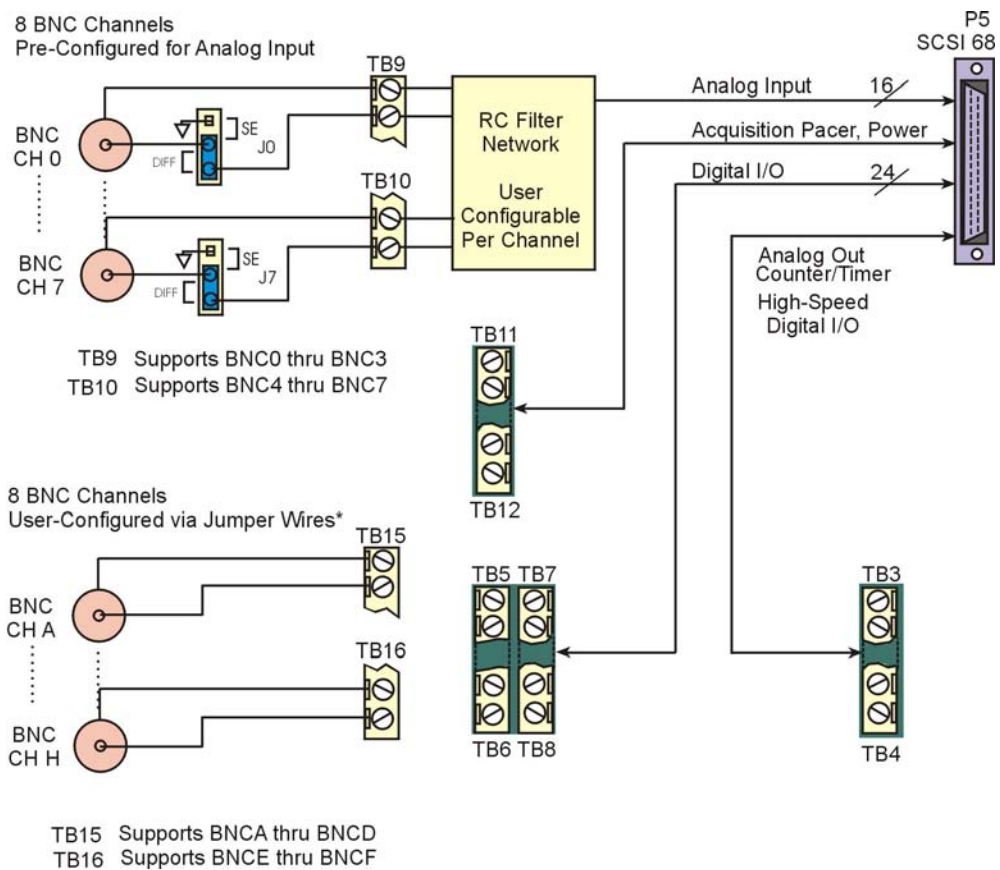 8 BNC Channels
Pre-Configured for Analog Input
P5
SCSI 68
TB9
BNC
CH 0
SE
J0
DIFF
RC Filter
Network
User
Configurable
Per Channel
Analog Input
16
Acquisition Pacer, Power
Digital I/O
24
TB10
BNC
CH 7
SE
J7
DIFF
Analog Out
Counter/Timer
High-Speed
Digital I/O
TB9 Supports BNC0 thru BNC3
TB10 Supports BNC4 thru BNC7
TB11
TB12
8 BNC Channels
User-Configured via Jumper Wires*
TB15
BNC
CH A
TB16
BNC
CH H
TB5 TB7
TB6 TB8
TB3
TB4
TB15 Supports BNCA thru BNCD
TB16 Supports BNCE thru BNCF